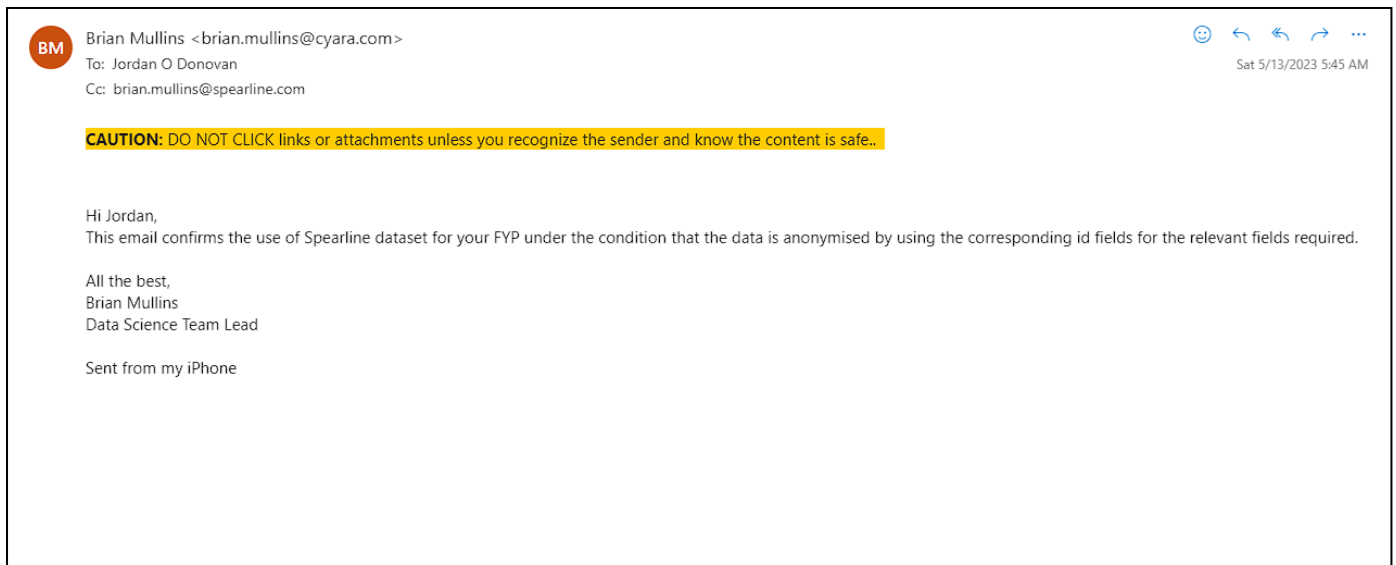 BM
Brian Mullins <brian.mullins@cyara.com>
To: Jordan O Donovan
Cc: brian.mullins@spearline.com
Sat 5/13/2023 5:45 AM
CAUTION: DO NOT CLICK links or attachments unless you recognize the sender and know the content is safe..
Hi Jordan,
This email confirms the use of Spearline dataset for your FYP under the condition that the data is anonymised by using the corresponding id fields for the relevant fields required.
All the best,
Brian Mullins
Data Science Team Lead
Sent from my iPhone